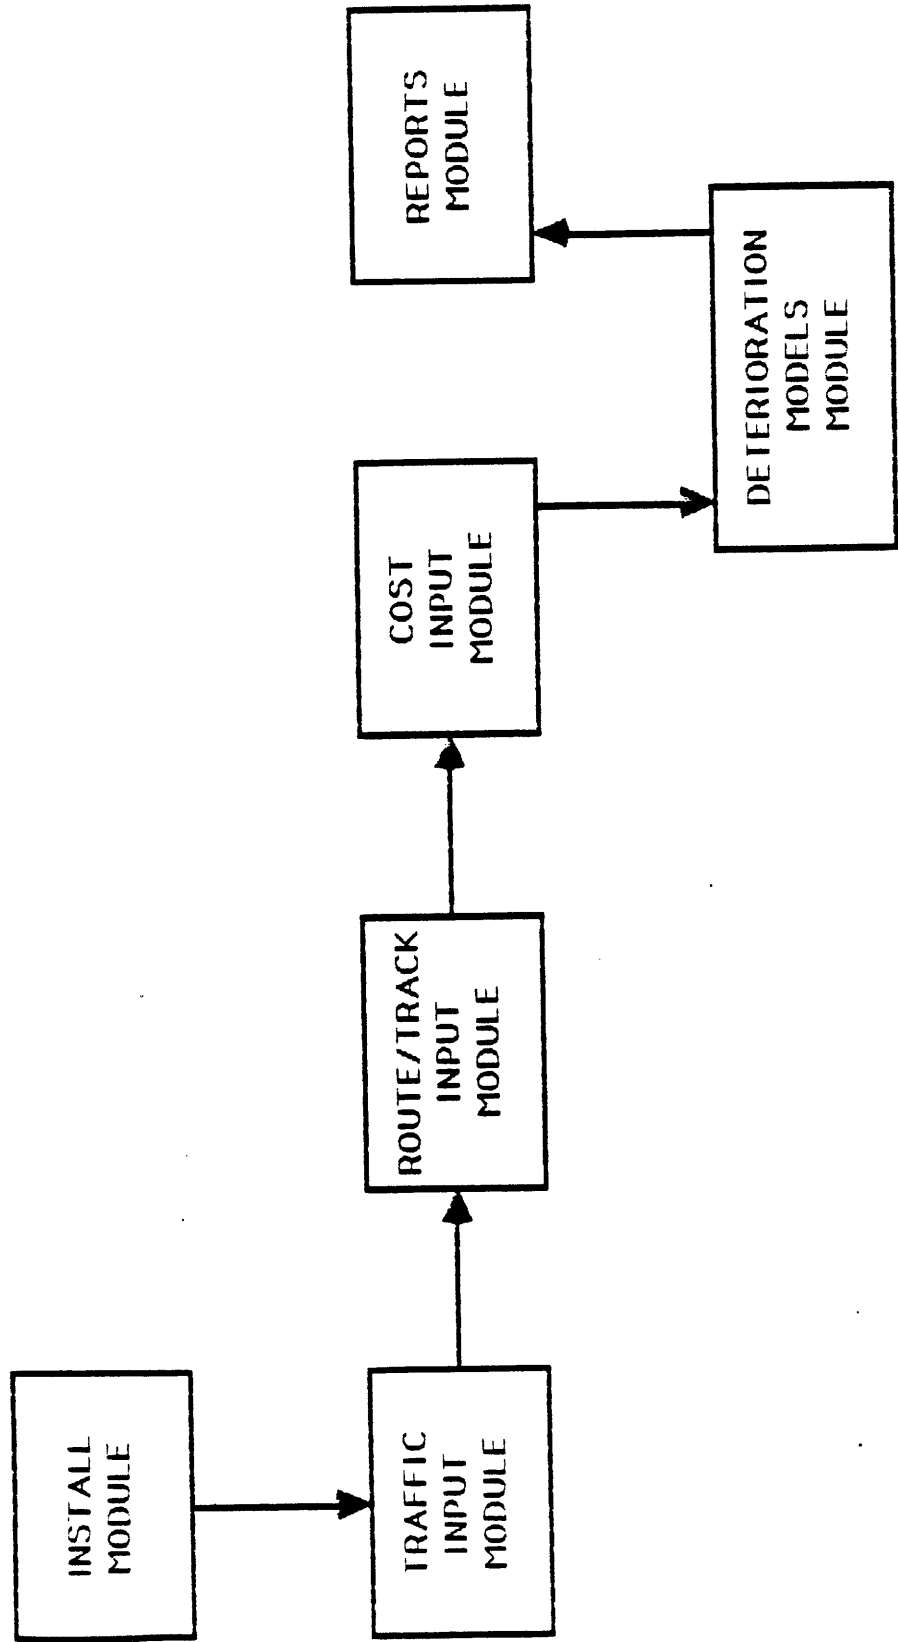 INSTALL
MODULE
TRAFFIC
INPUT
MODULE
ROUTE/TRACK
INPUT
MODULE
COST
INPUT
MODULE
DETERIORATION
MODELS
MODULE
REPORTS
MODULE